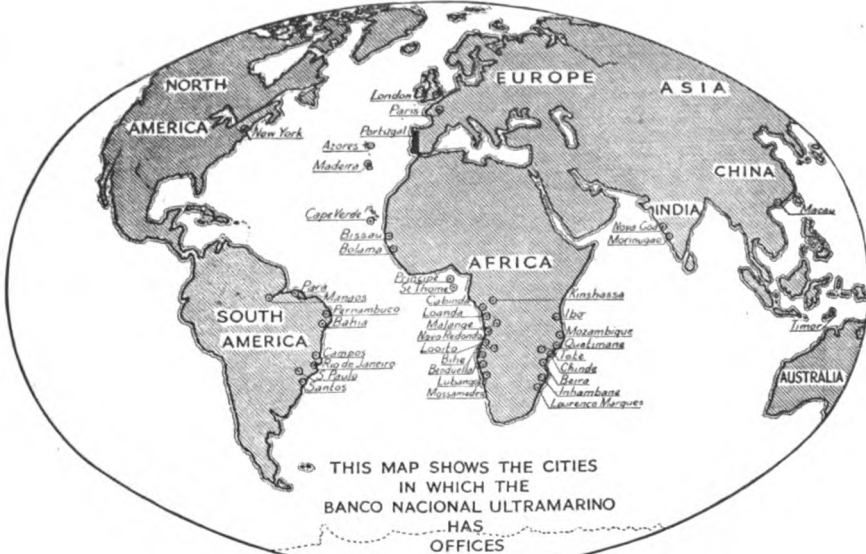 NORTH
AMERICA
EUROPE
ASIA
London
Paris
New York
Portugal
Azores
Madeira
CHINA
Macau
Cape Verde
INDIA
Nova Goa
Mormugao
Bissau
Bolama
AFRICA
Principe
St Thome
Kinshassa
Para
Manaos
Pernambuco
Bahia
SOUTH
AMERICA
Cabinda
Loanda
Malange
Novo Redondo
Lobito
Bihe
Benguella
Lubango
Mossamedes
Ibo
Mozambique
Quelimane
Tete
Chinde
Beira
Inhambane
Lourenco Marques
Timor
AUSTRALIA
Campos
Rio de Janeiro
S Paulo
Santos
THIS MAP SHOWS THE CITIES
IN WHICH THE
BANCO NACIONAL ULTRAMARINO
HAS
OFFICES